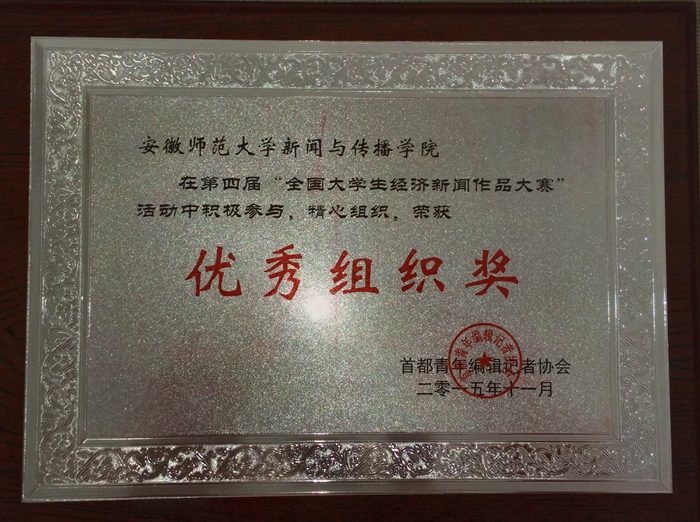 安徽师范大学新闻与传播学院
在第四届“全国大学生经济新闻作品大赛”
活动中积极参与，精心组织，荣获
优秀组织奖
首都青年编辑记者协会
二零一五年十一月